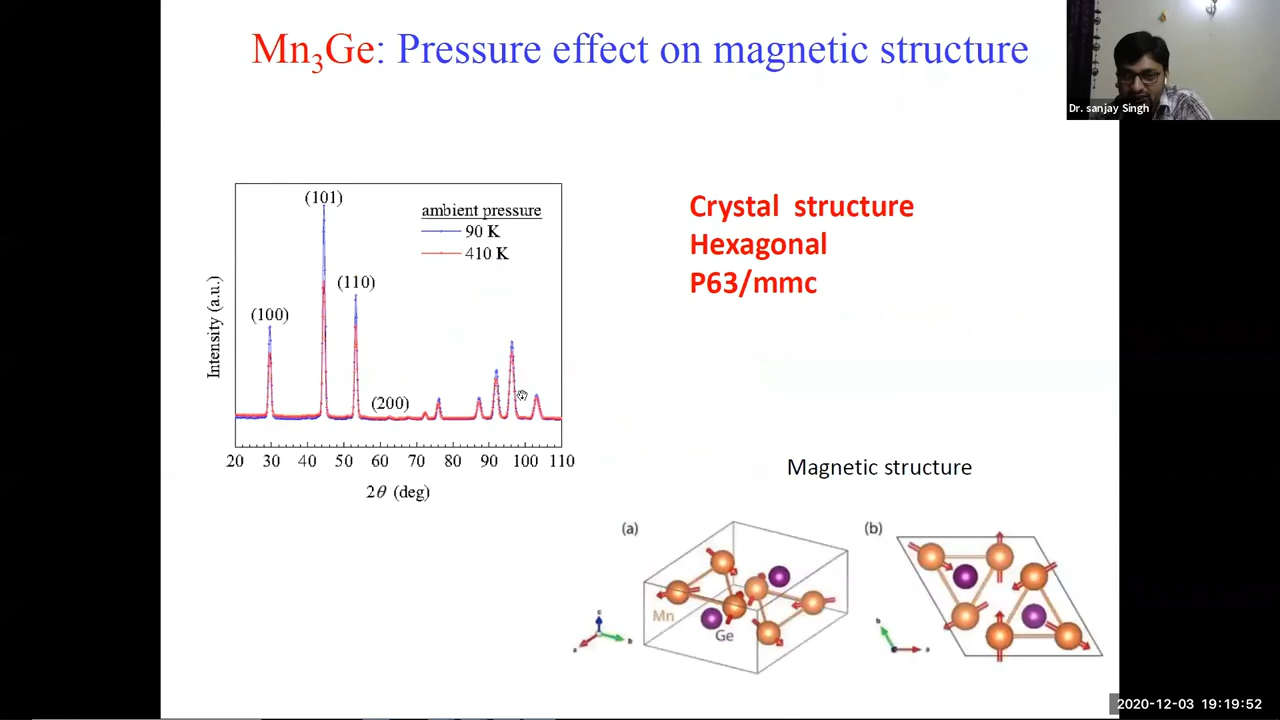 Mn₃Ge: Pressure effect on magnetic structure
Dr. sanjay Singh
(101)
ambient pressure
90 K
410 K
(110)
(100)
(200)
Intensity (a.u.)
20 30 40 50 60 70 80 90 100 110
2θ (deg)
Crystal structure
Hexagonal
P63/mmc
Magnetic structure
(a)
(b)
Mn
Ge
c
a
b
b
a
2020-12-03 19:19:52